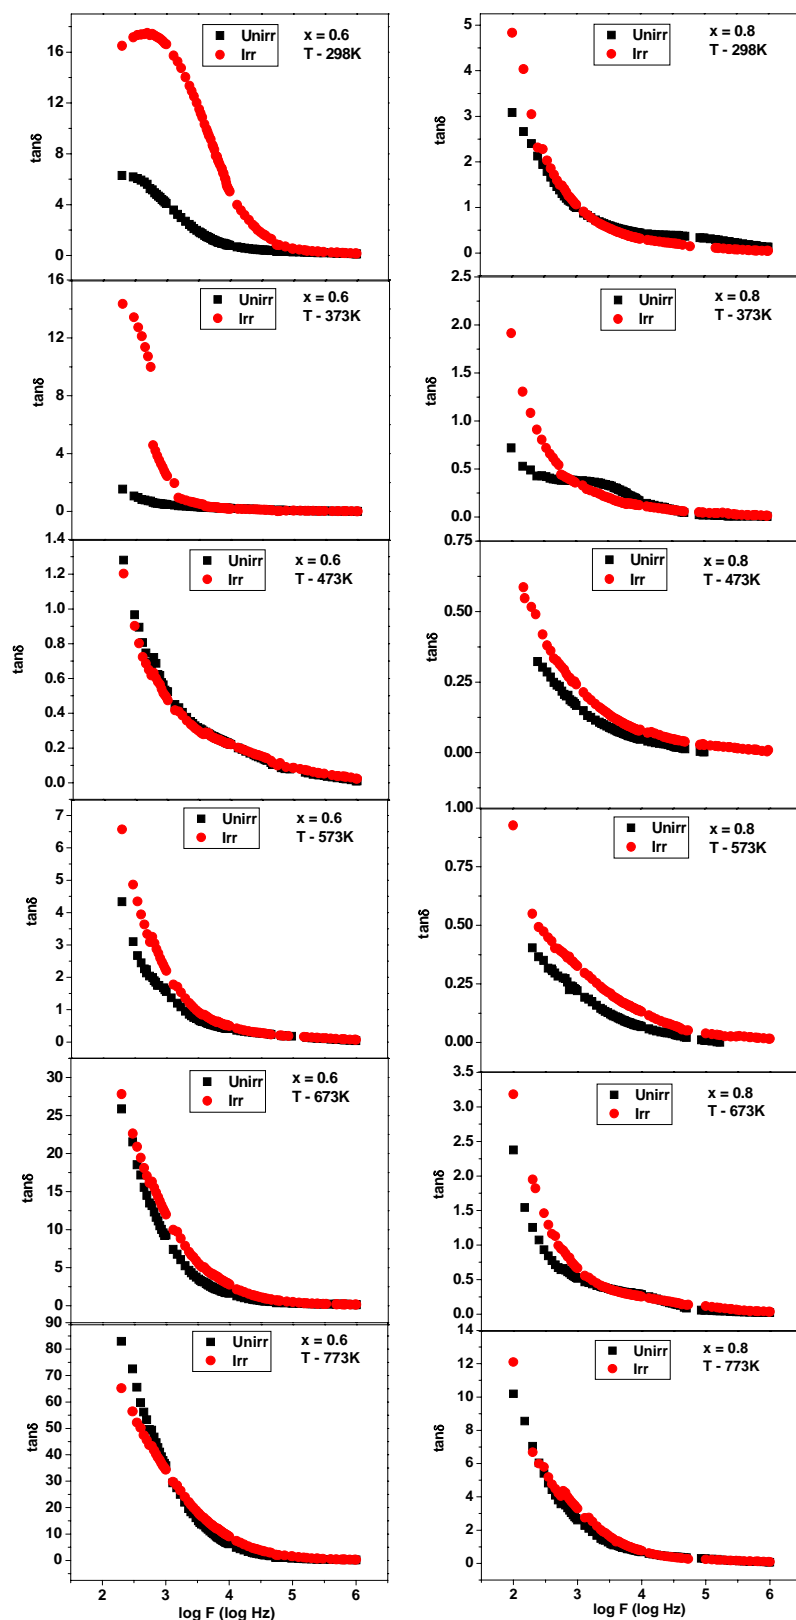 Unirr
Irr
x = 0.6
T - 298K
16
12
8
4
0
tanδ
Unirr
Irr
x = 0.8
T - 298K
5
4
3
2
1
0
tanδ
16
Unirr
Irr
x = 0.6
T - 373K
12
8
4
0
tanδ
2.5
Unirr
Irr
x = 0.8
T - 373K
2.0
1.5
1.0
0.5
0.0
tanδ
1.4
Unirr
Irr
x = 0.6
T - 473K
1.2
1.0
0.8
0.6
0.4
0.2
0.0
tanδ
0.75
Unirr
Irr
x = 0.8
T - 473K
0.50
0.25
0.00
tanδ
Unirr
Irr
x = 0.6
T - 573K
7
6
5
4
3
2
1
0
tanδ
1.00
Unirr
Irr
x = 0.8
T - 573K
0.75
0.50
0.25
0.00
tanδ
Unirr
Irr
x = 0.6
T - 673K
30
25
20
15
10
5
0
tanδ
3.5
Unirr
Irr
x = 0.8
T - 673K
3.0
2.5
2.0
1.5
1.0
0.5
0.0
tanδ
90
Unirr
Irr
x = 0.6
T - 773K
80
70
60
50
40
30
20
10
0
tanδ
2 3 4 5 6
log F (log Hz)
14
Unirr
Irr
x = 0.8
T - 773K
12
10
8
6
4
2
0
tanδ
2 3 4 5 6
log F (log Hz)